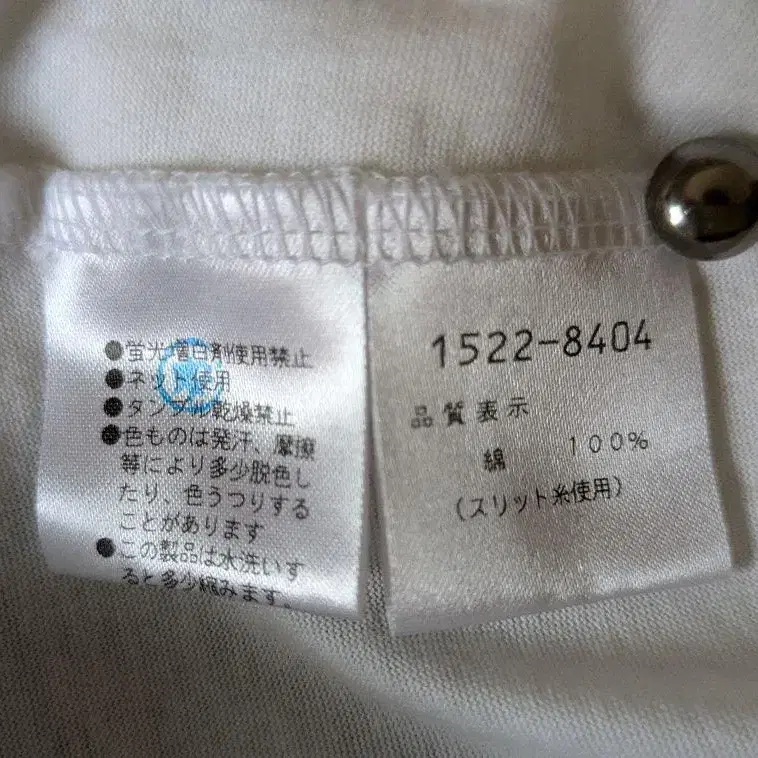 ●蛍光増白剤使用禁止
●ネット使用
●タンブル乾燥禁止
●色ものは発汗、摩擦
等により多少脱色し
たり、色うつりする
ことがあります
●この製品は水洗いす
ると多少縮みます。
1522-8404
品質表示
綿 100%
(スリット糸使用)